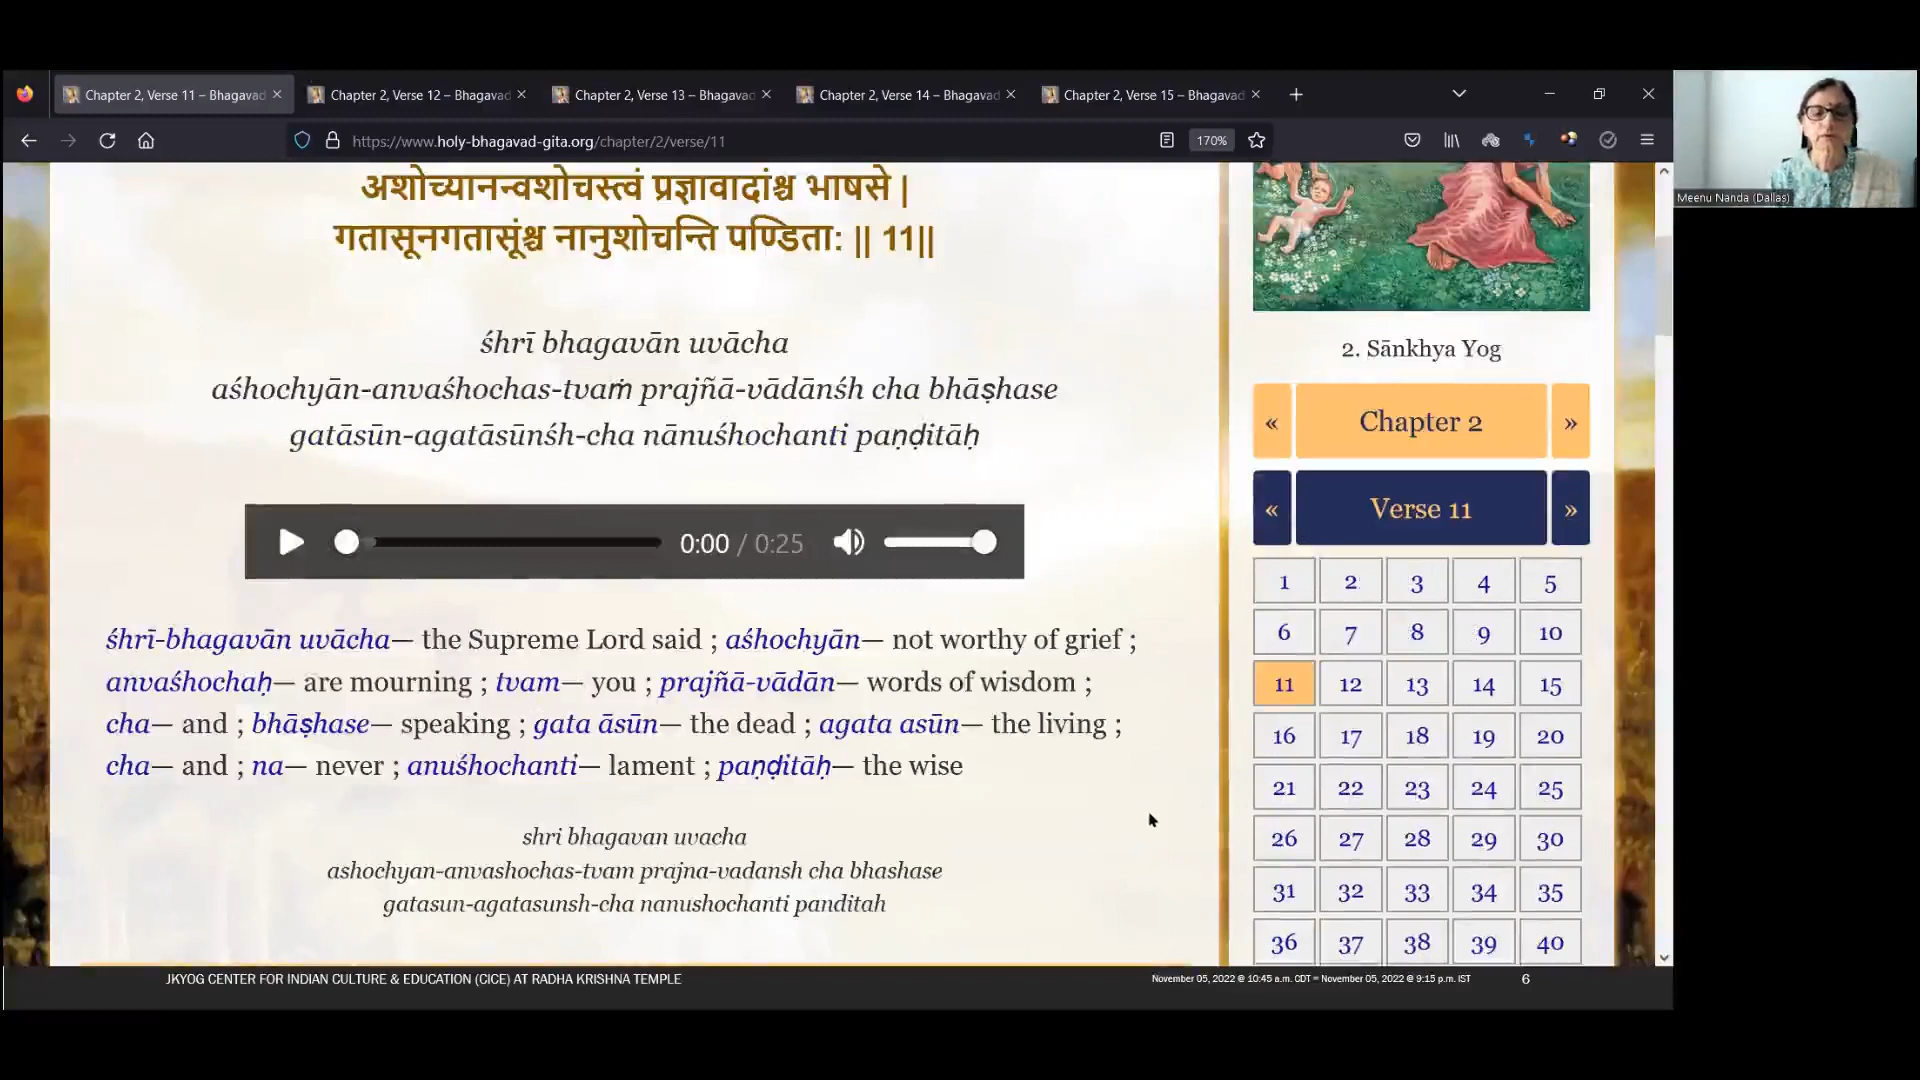 Chapter 2, Verse 11 – Bhagavad
Chapter 2, Verse 12 – Bhagavad
Chapter 2, Verse 13 – Bhagavad
Chapter 2, Verse 14 – Bhagavad
Chapter 2, Verse 15 – Bhagavad
https://www.holy-bhagavad-gita.org/chapter/2/verse/11
170%
Meenu Nanda (Dallas)
अशोच्यानन्वशोचस्त्वं प्रज्ञावादांश्च भाषसे |
गतासूनगतासूंश्च नानुशोचन्ति पण्डिता: || 11||
śhrī bhagavān uvācha
aśhochyān-anvaśhochas-tvaṁ prajñā-vādānśh cha bhāṣhase
gatāsūn-agatāsūnśh-cha nānuśhochanti paṇḍitāḥ
0:00 / 0:25
śhrī-bhagavān uvācha— the Supreme Lord said ; aśhochyān— not worthy of grief ;
anvaśhochaḥ— are mourning ; tvam— you ; prajñā-vādān— words of wisdom ;
cha— and ; bhāṣhase— speaking ; gata āsūn— the dead ; agata asūn— the living ;
cha— and ; na— never ; anuśhochanti— lament ; paṇḍitāḥ— the wise
shri bhagavan uvacha
ashochyan-anvashochas-tvam prajna-vadansh cha bhashase
gatasun-agatasunsh-cha nanushochanti panditah
2. Sānkhya Yog
« Chapter 2 »
« Verse 11 »
1 2 3 4 5
6 7 8 9 10
11 12 13 14 15
16 17 18 19 20
21 22 23 24 25
26 27 28 29 30
31 32 33 34 35
36 37 38 39 40
JKYOG CENTER FOR INDIAN CULTURE & EDUCATION (CICE) AT RADHA KRISHNA TEMPLE
November 05, 2022 @ 10:45 a.m. CDT = November 05, 2022 @ 9:15 p.m. IST
6